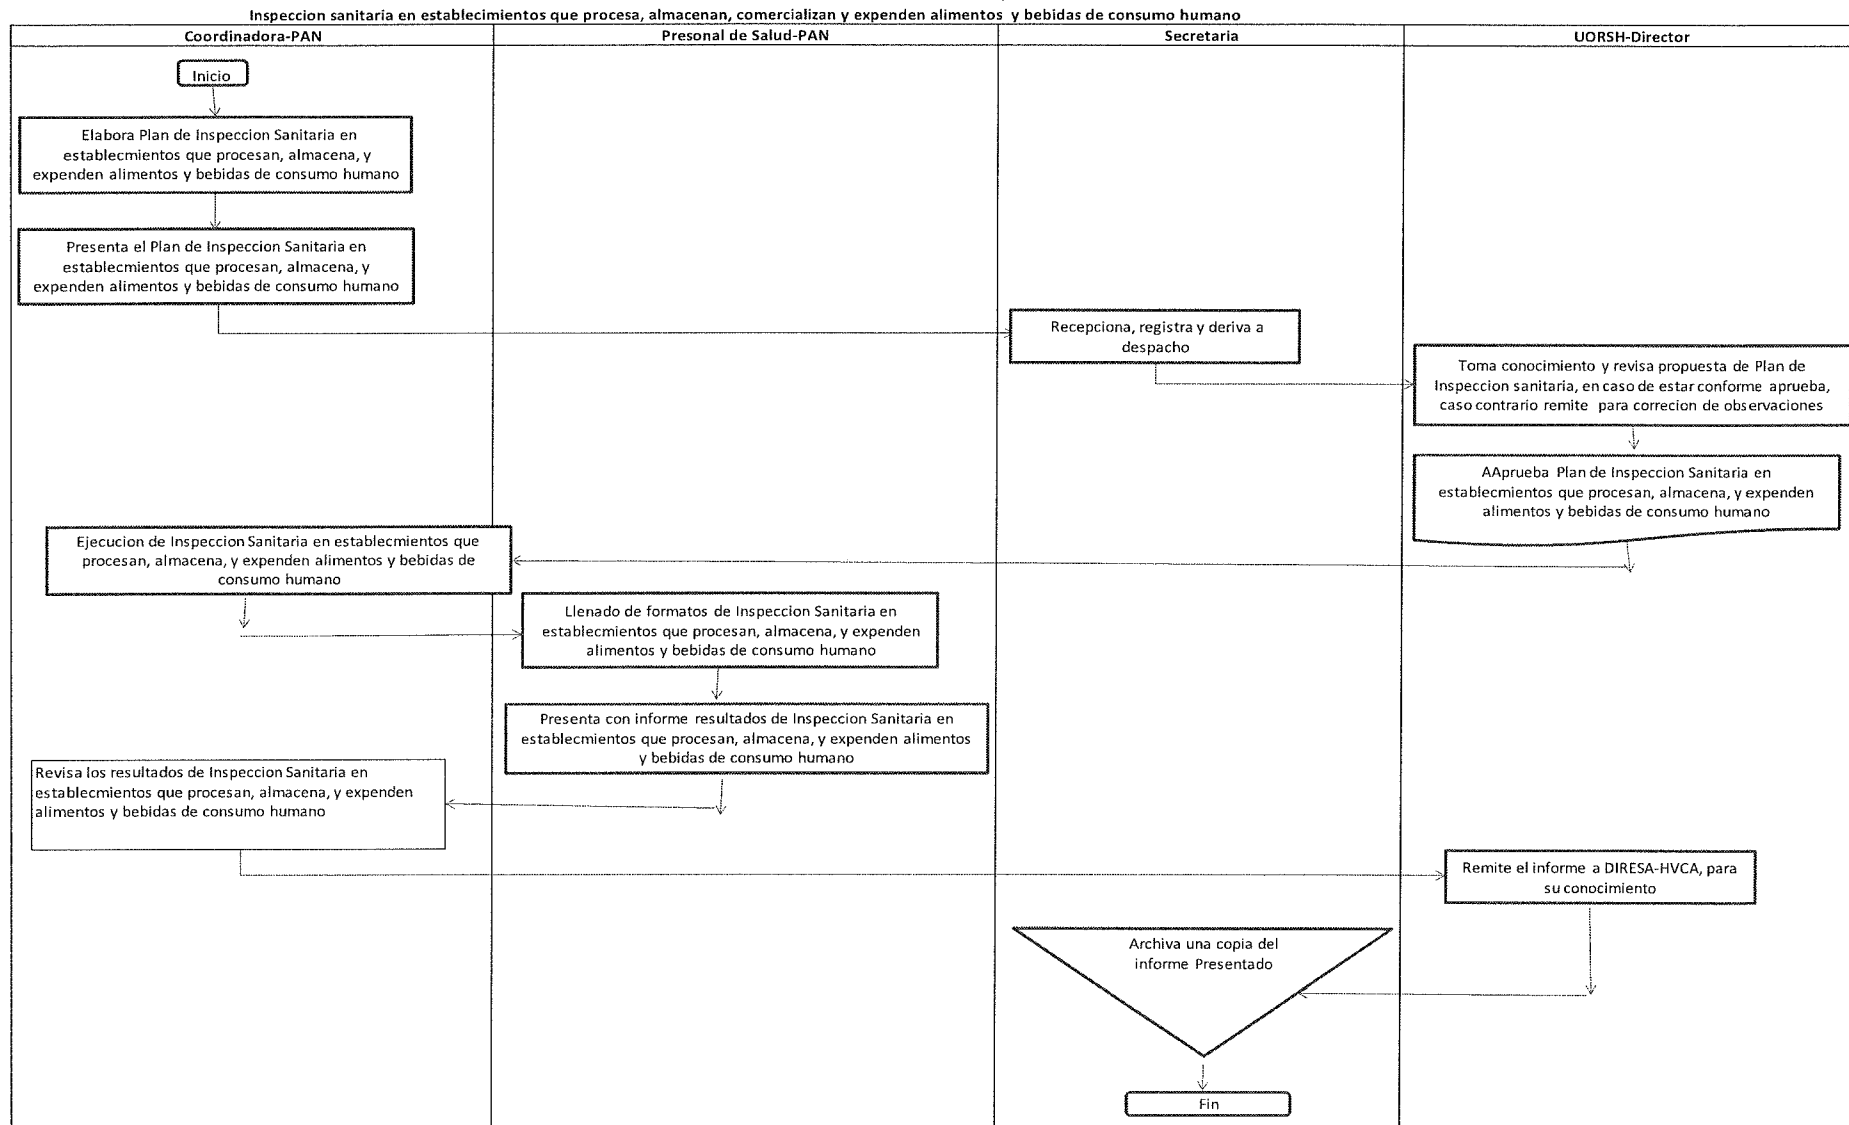 Inspeccion sanitaria en establecimientos que procesa, almacenan, comercializan y expenden alimentos y bebidas de consumo humano
Coordinadora-PAN
Presonal de Salud-PAN
Secretaria
UORSH-Director
Inicio
Elabora Plan de Inspeccion Sanitaria en
establecmientos que procesan, almacena, y
expenden alimentos y bebidas de consumo humano
Presenta el Plan de Inspeccion Sanitaria en
establecmientos que procesan, almacena, y
expenden alimentos y bebidas de consumo humano
Recepciona, registra y deriva a
despacho
Toma conocimiento y revisa propuesta de Plan de
Inspeccion sanitaria, en caso de estar conforme aprueba,
caso contrario remite para correcion de observaciones
AAprueba Plan de Inspeccion Sanitaria en
establecmientos que procesan, almacena, y expenden
alimentos y bebidas de consumo humano
Ejecucion de Inspeccion Sanitaria en establecmientos que
procesan, almacena, y expenden alimentos y bebidas de
consumo humano
Llenado de formatos de Inspeccion Sanitaria en
establecmientos que procesan, almacena, y expenden
alimentos y bebidas de consumo humano
Presenta con informe resultados de Inspeccion Sanitaria en
establecmientos que procesan, almacena, y expenden alimentos
y bebidas de consumo humano
Revisa los resultados de Inspeccion Sanitaria en
establecmientos que procesan, almacena, y expenden
alimentos y bebidas de consumo humano
Remite el informe a DIRESA-HVCA, para
su conocimiento
Archiva una copia del
informe Presentado
Fin